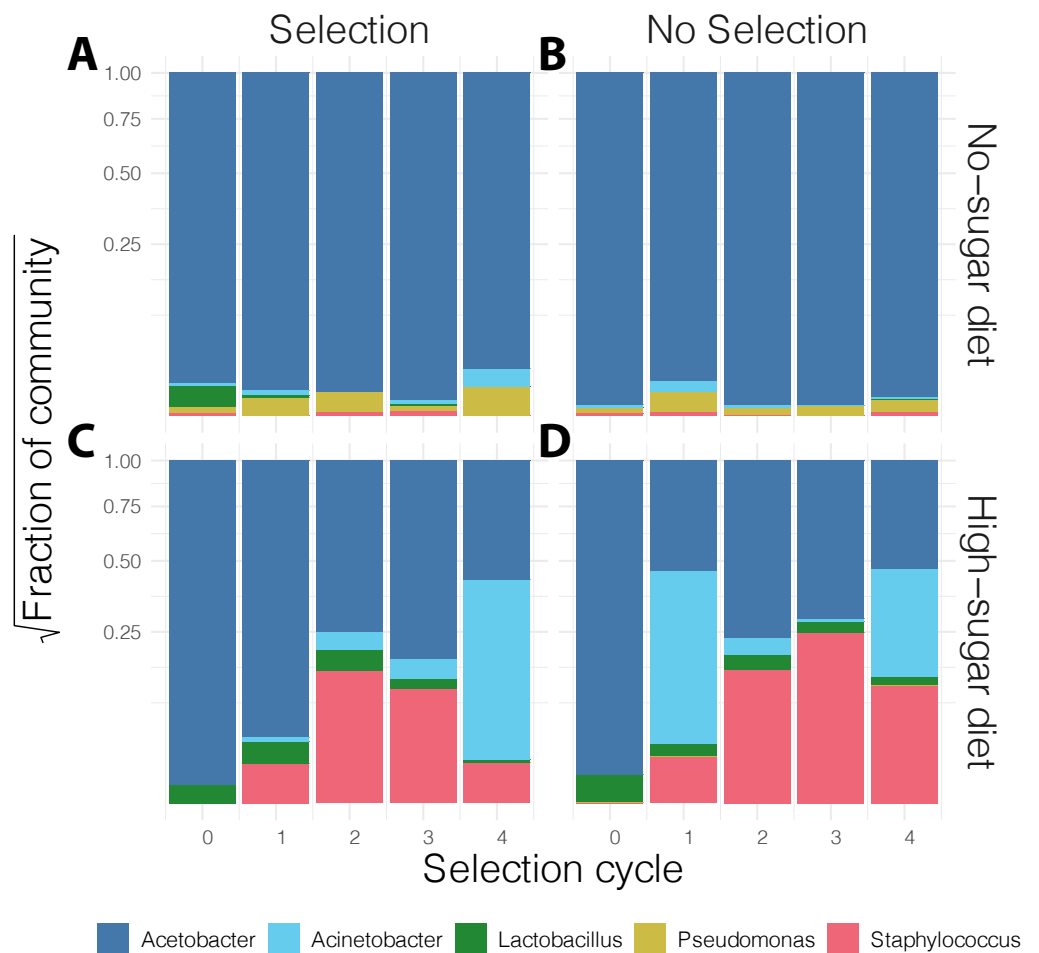 Selection
No Selection
A
B
1.00
0.75
0.50
0.25
No-sugar diet
C
D
1.00
0.75
0.50
0.25
High-sugar diet
√Fraction of community
0 1 2 3 4
0 1 2 3 4
Selection cycle
Acetobacter Acinetobacter Lactobacillus Pseudomonas Staphylococcus